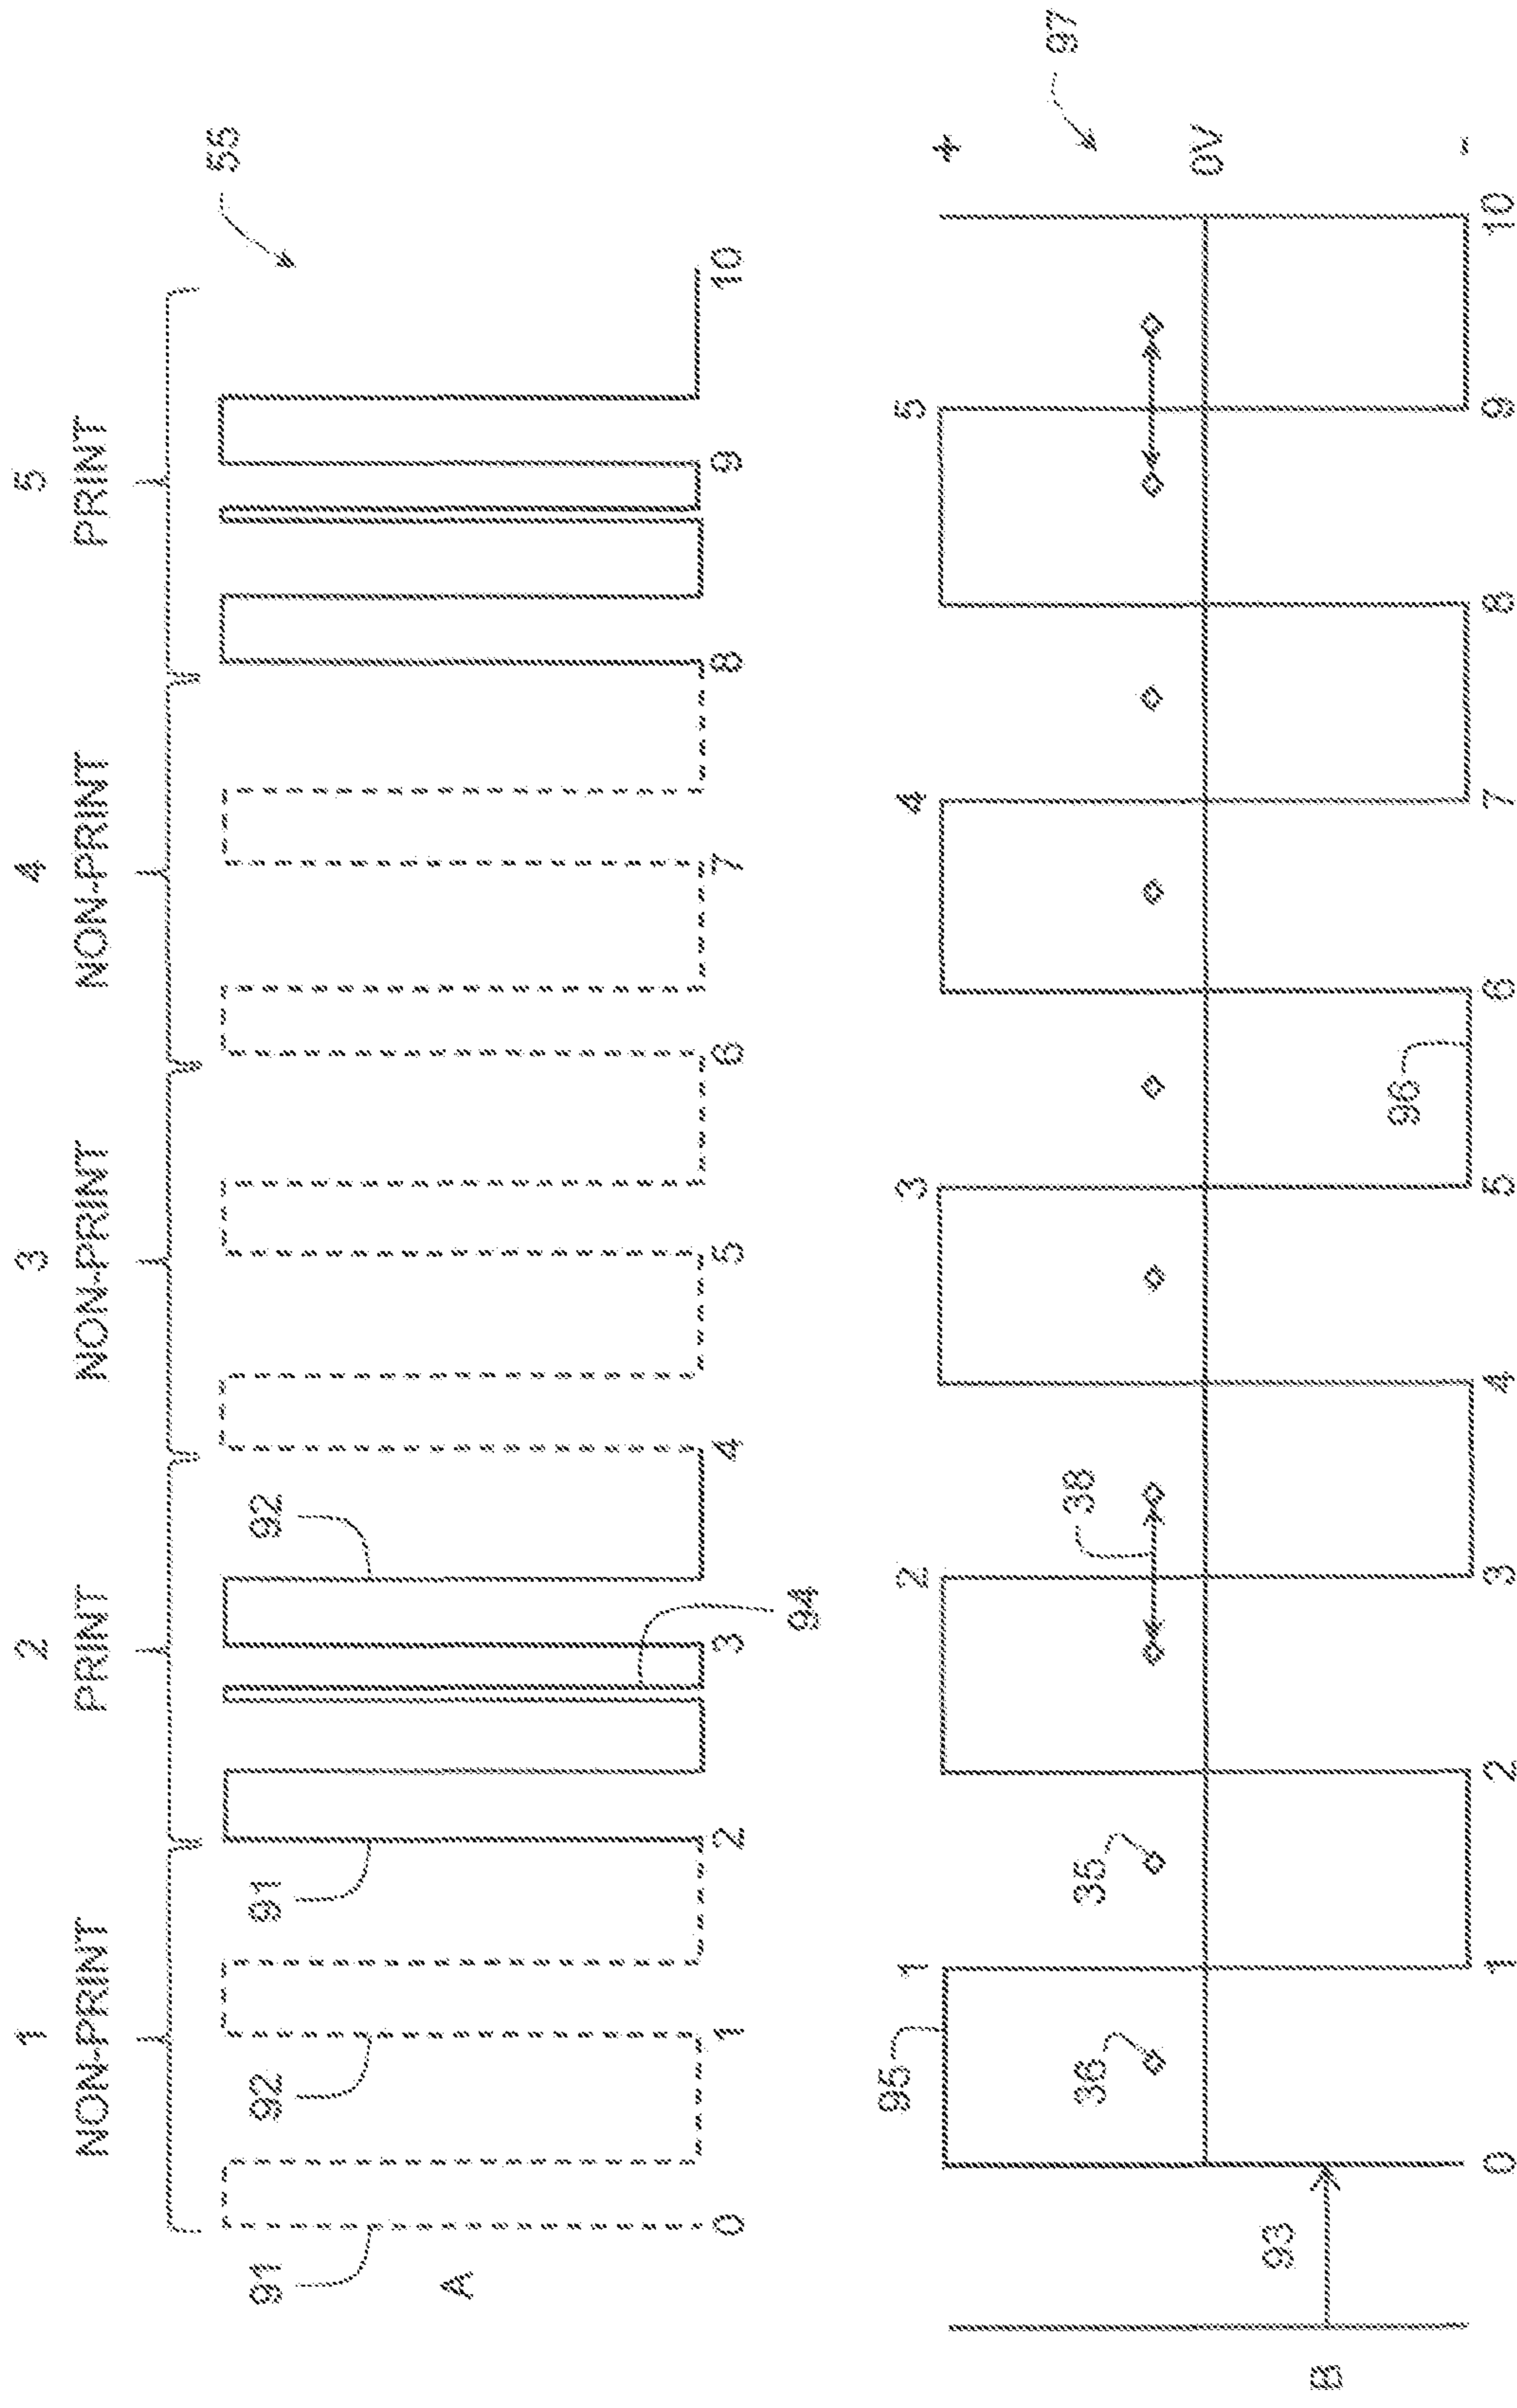 1 2 3 4 5
NON-PRINT PRINT NON-PRINT NON-PRINT PRINT
55
91 92 91 92
A
94
0 1 2 3 4 5 6 7 8 9 10
97
95 1 2 3 4 5 +
36 35 38
0V
93
96
B
0 1 2 3 4 5 6 7 8 9 10 -